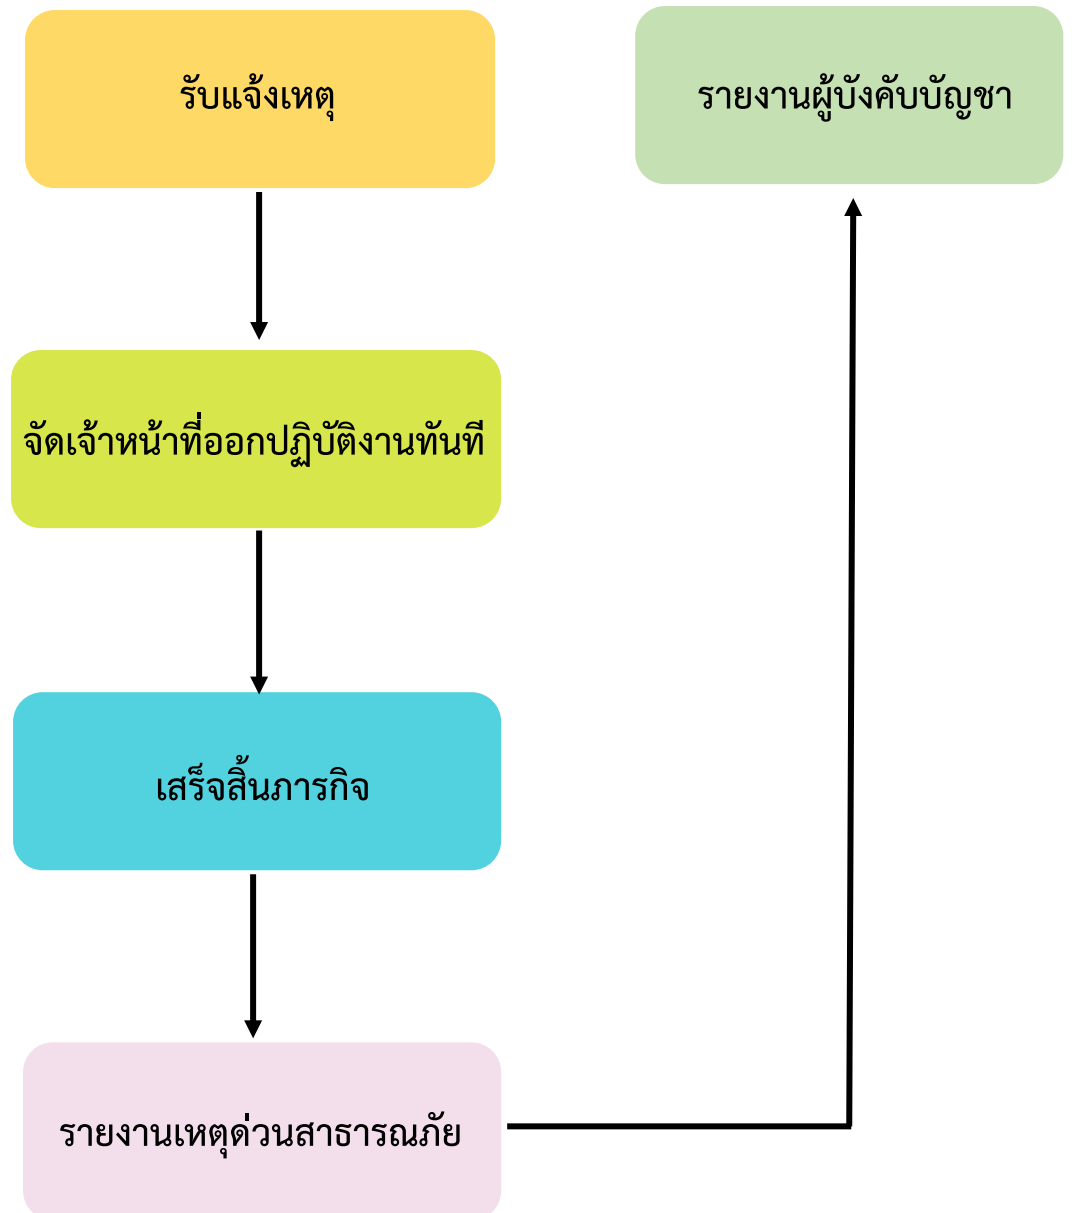 รับแจ้งเหตุ
จัดเจ้าหน้าที่ออกปฏิบัติงานทันที
เสร็จสิ้นภารกิจ
รายงานเหตุด่วนสาธารณภัย
รายงานผู้บังคับบัญชา